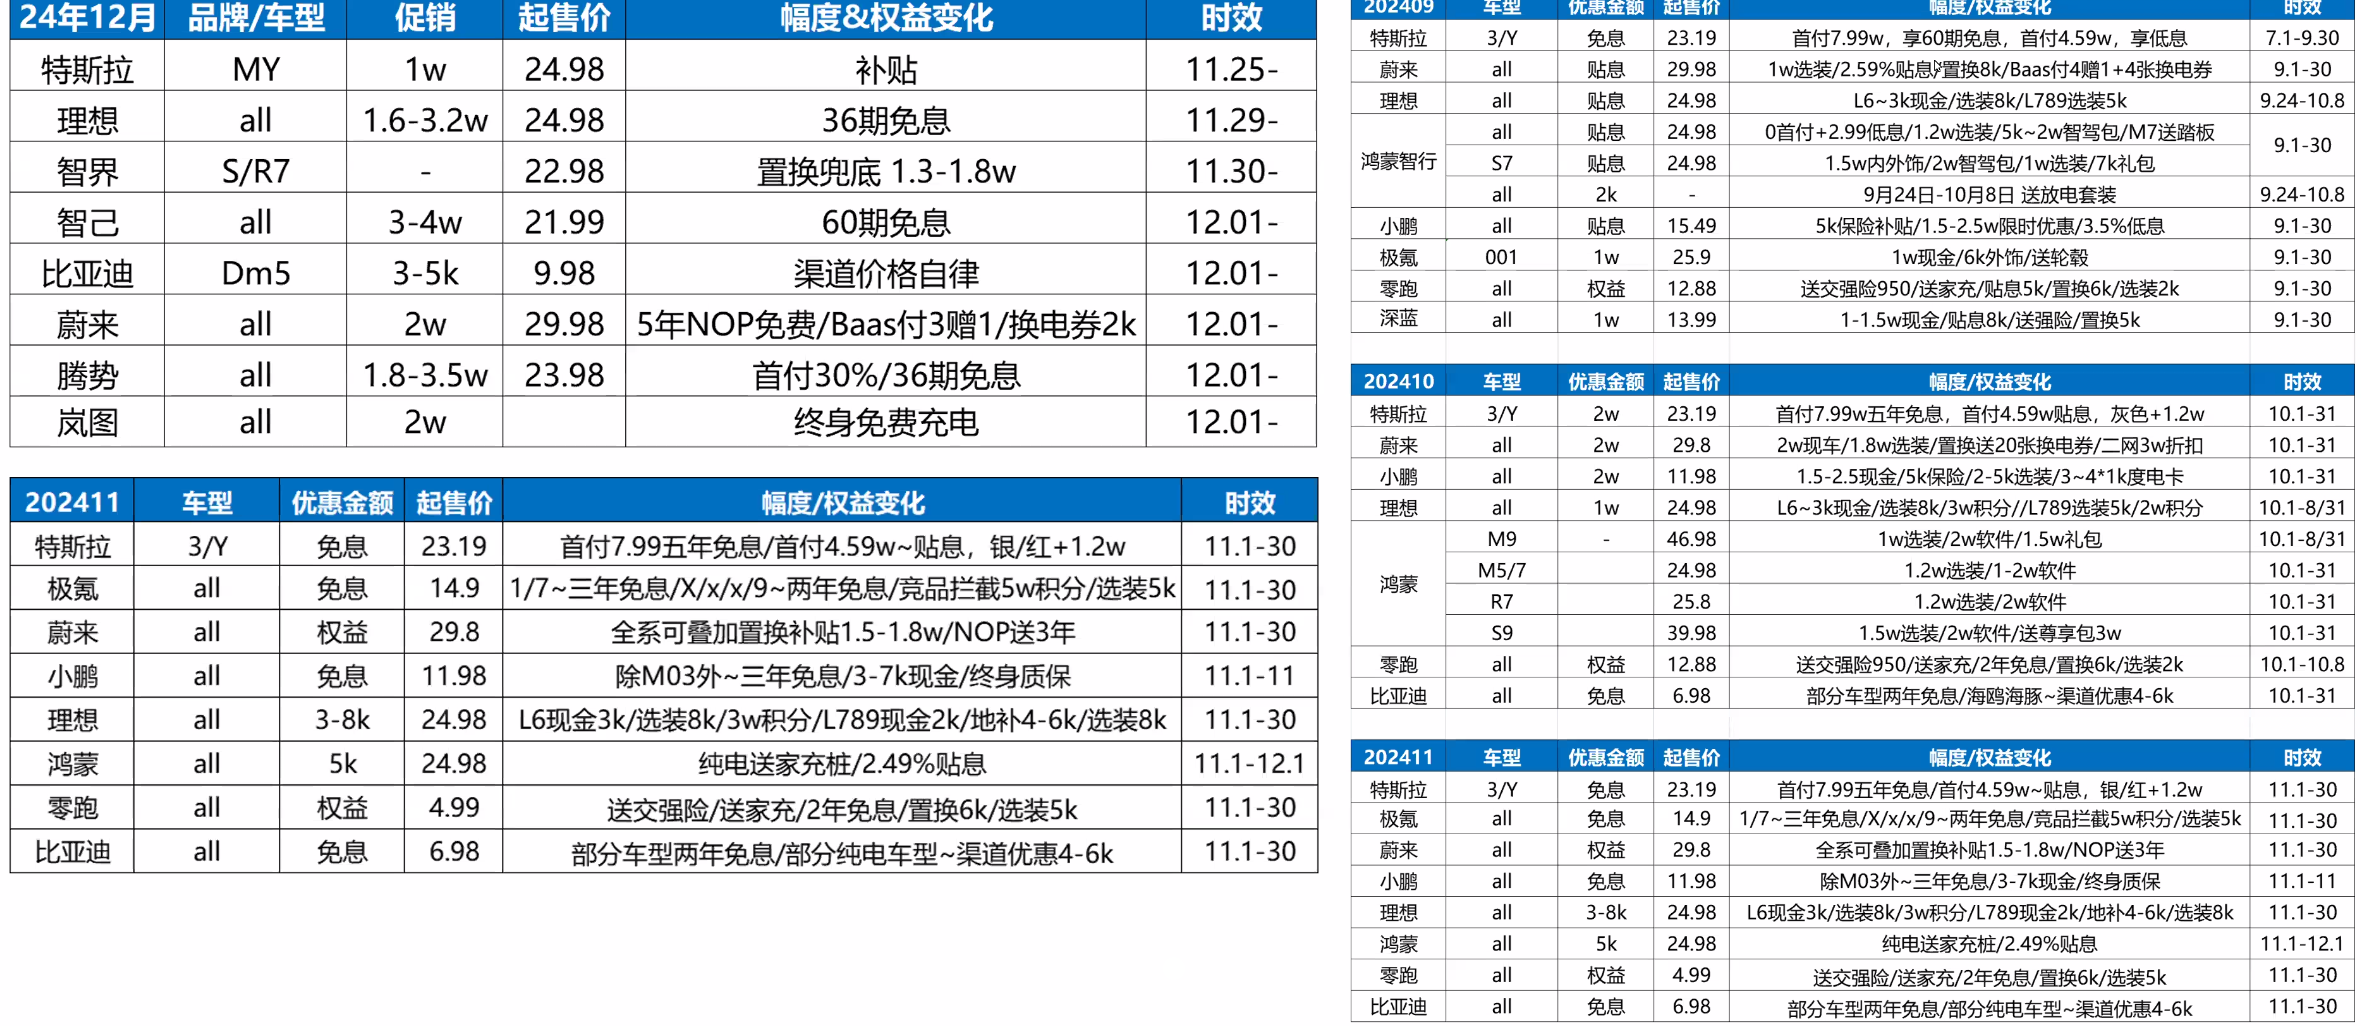 24年12月 品牌/车型 促销 起售价 幅度&权益变化 时效
特斯拉 MY 1w 24.98 补贴 11.25-
理想 all 1.6-3.2w 24.98 36期免息 11.29-
智界 S/R7 - 22.98 置换兜底 1.3-1.8w 11.30-
智己 all 3-4w 21.99 60期免息 12.01-
比亚迪 Dm5 3-5k 9.98 渠道价格自律 12.01-
蔚来 all 2w 29.98 5年NOP免费/Baas付3赠1/换电券2k 12.01-
腾势 all 1.8-3.5w 23.98 首付30%/36期免息 12.01-
岚图 all 2w 终身免费充电 12.01-
202411 车型 优惠金额 起售价 幅度/权益变化 时效
特斯拉 3/Y 免息 23.19 首付7.99五年免息/首付4.59w~贴息，银/红+1.2w 11.1-30
极氪 all 免息 14.9 1/7~三年免息/X/x/x/9~两年免息/竞品拦截5w积分/选装5k 11.1-30
蔚来 all 权益 29.8 全系可叠加置换补贴1.5-1.8w/NOP送3年 11.1-30
小鹏 all 免息 11.98 除M03外~三年免息/3-7k现金/终身质保 11.1-11
理想 all 3-8k 24.98 L6现金3k/选装8k/3w积分/L789现金2k/地补4-6k/选装8k 11.1-30
鸿蒙 all 5k 24.98 纯电送家充桩/2.49%贴息 11.1-12.1
零跑 all 权益 4.99 送交强险/送家充/2年免息/置换6k/选装5k 11.1-30
比亚迪 all 免息 6.98 部分车型两年免息/部分纯电车型~渠道优惠4-6k 11.1-30
202409 车型 优惠金额 起售价 幅度/权益变化 时效
特斯拉 3/Y 免息 23.19 首付7.99w，享60期免息，首付4.59w，享低息 7.1-9.30
蔚来 all 贴息 29.98 1w选装/2.59%贴息/置换8k/Baas付4赠1+4张换电券 9.1-30
理想 all 贴息 24.98 L6~3k现金/选装8k/L789选装5k 9.24-10.8
鸿蒙智行 all 贴息 24.98 0首付+2.99低息/1.2w选装/5k~2w智驾包/M7送踏板 9.1-30
S7 贴息 24.98 1.5w内外饰/2w智驾包/1w选装/7k礼包
all 2k - 9月24日-10月8日 送放电套装 9.24-10.8
小鹏 all 贴息 15.49 5k保险补贴/1.5-2.5w限时优惠/3.5%低息 9.1-30
极氪 001 1w 25.9 1w现金/6k外饰/送轮毂 9.1-30
零跑 all 权益 12.88 送交强险950/送家充/贴息5k/置换6k/选装2k 9.1-30
深蓝 all 1w 13.99 1-1.5w现金/贴息8k/送强险/置换5k 9.1-30
202410 车型 优惠金额 起售价 幅度/权益变化 时效
特斯拉 3/Y 2w 23.19 首付7.99w五年免息，首付4.59w贴息，灰色+1.2w 10.1-31
蔚来 all 2w 29.8 2w现车/1.8w选装/置换送20张换电券/二网3w折扣 10.1-31
小鹏 all 2w 11.98 1.5-2.5现金/5k保险/2-5k选装/3~4*1k度电卡 10.1-31
理想 all 1w 24.98 L6~3k现金/选装8k/3w积分//L789选装5k/2w积分 10.1-8/31
鸿蒙 M9 - 46.98 1w选装/2w软件/1.5w礼包 10.1-8/31
M5/7 24.98 1.2w选装/1-2w软件 10.1-31
R7 25.8 1.2w选装/2w软件 10.1-31
S9 39.98 1.5w选装/2w软件/送尊享包3w 10.1-31
零跑 all 权益 12.88 送交强险950/送家充/2年免息/置换6k/选装2k 10.1-10.8
比亚迪 all 免息 6.98 部分车型两年免息/海鸥海豚~渠道优惠4-6k 10.1-31
202411 车型 优惠金额 起售价 幅度/权益变化 时效
特斯拉 3/Y 免息 23.19 首付7.99五年免息/首付4.59w~贴息，银/红+1.2w 11.1-30
极氪 all 免息 14.9 1/7~三年免息/X/x/x/9~两年免息/竞品拦截5w积分/选装5k 11.1-30
蔚来 all 权益 29.8 全系可叠加置换补贴1.5-1.8w/NOP送3年 11.1-30
小鹏 all 免息 11.98 除M03外~三年免息/3-7k现金/终身质保 11.1-11
理想 all 3-8k 24.98 L6现金3k/选装8k/3w积分/L789现金2k/地补4-6k/选装8k 11.1-30
鸿蒙 all 5k 24.98 纯电送家充桩/2.49%贴息 11.1-12.1
零跑 all 权益 4.99 送交强险/送家充/2年免息/置换6k/选装5k 11.1-30
比亚迪 all 免息 6.98 部分车型两年免息/部分纯电车型~渠道优惠4-6k 11.1-30